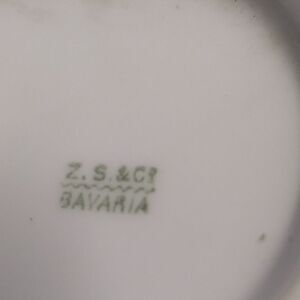 Z. S. & Cº
BAVARIA